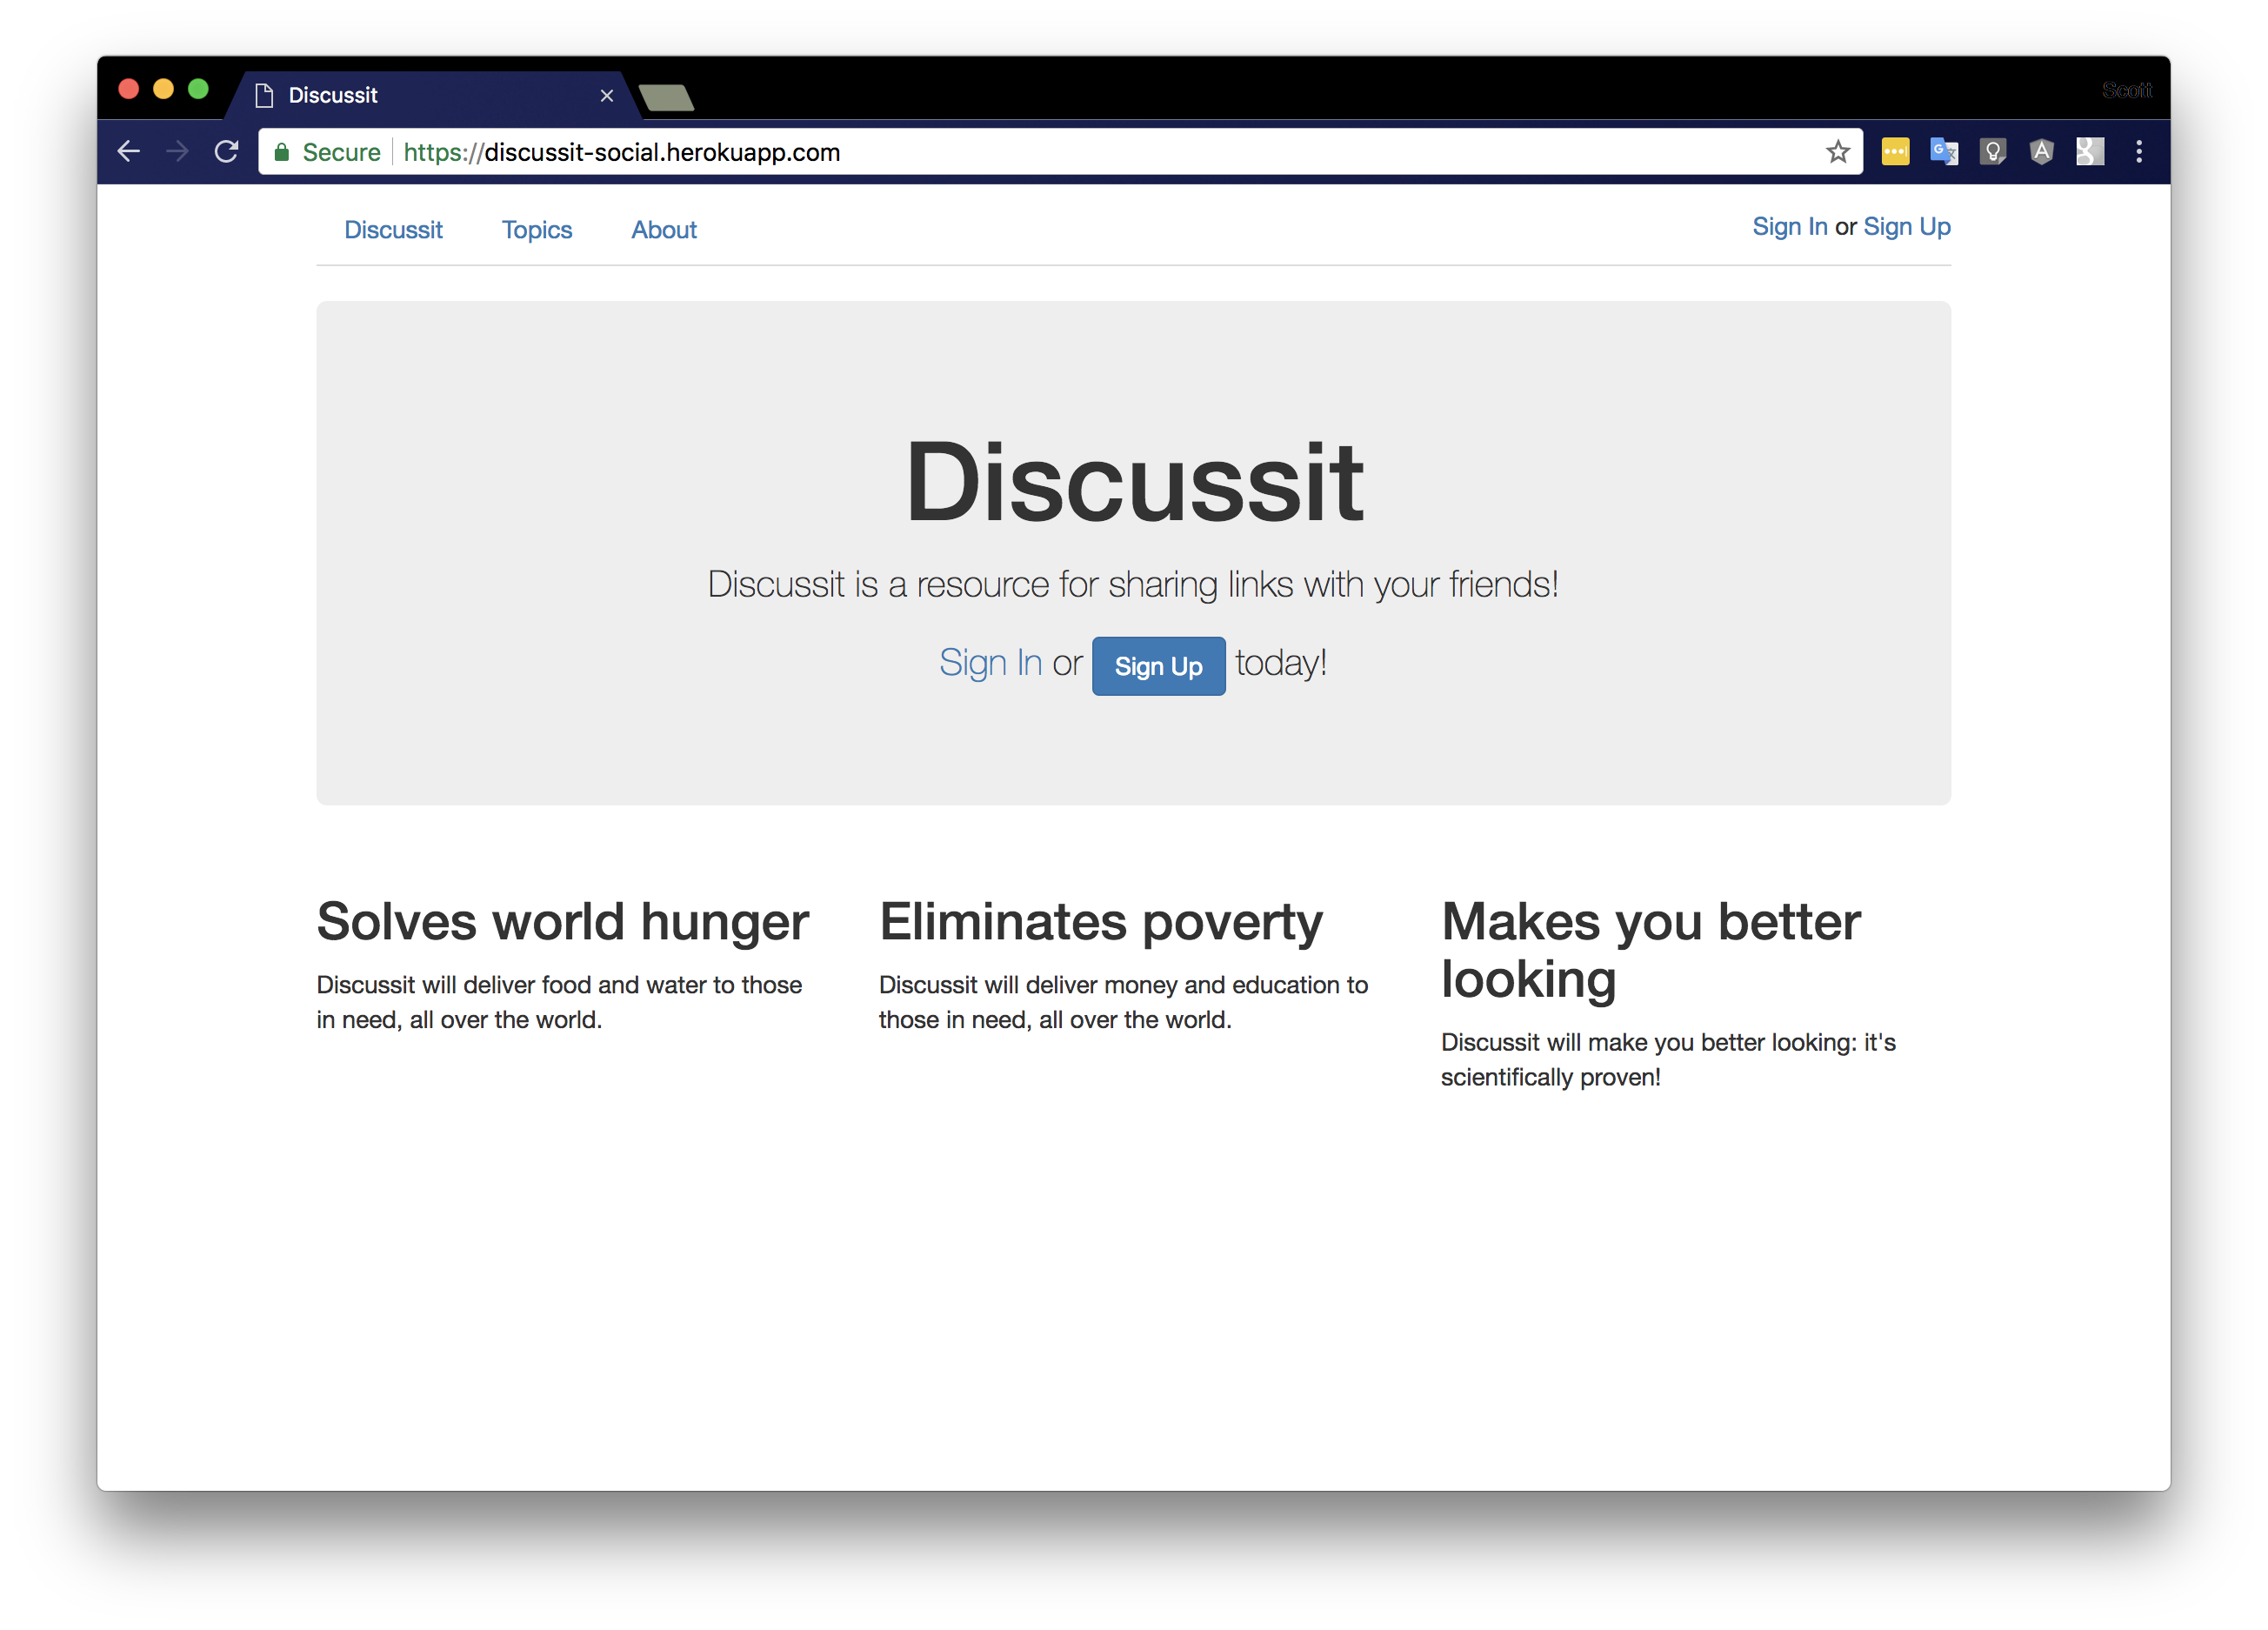 Discussit
Scott
Secure https://discussit-social.herokuapp.com
Discussit Topics About Sign In or Sign Up
Discussit
Discussit is a resource for sharing links with your friends!
Sign In or Sign Up today!
Solves world hunger
Discussit will deliver food and water to those
in need, all over the world.
Eliminates poverty
Discussit will deliver money and education to
those in need, all over the world.
Makes you better
looking
Discussit will make you better looking: it's
scientifically proven!